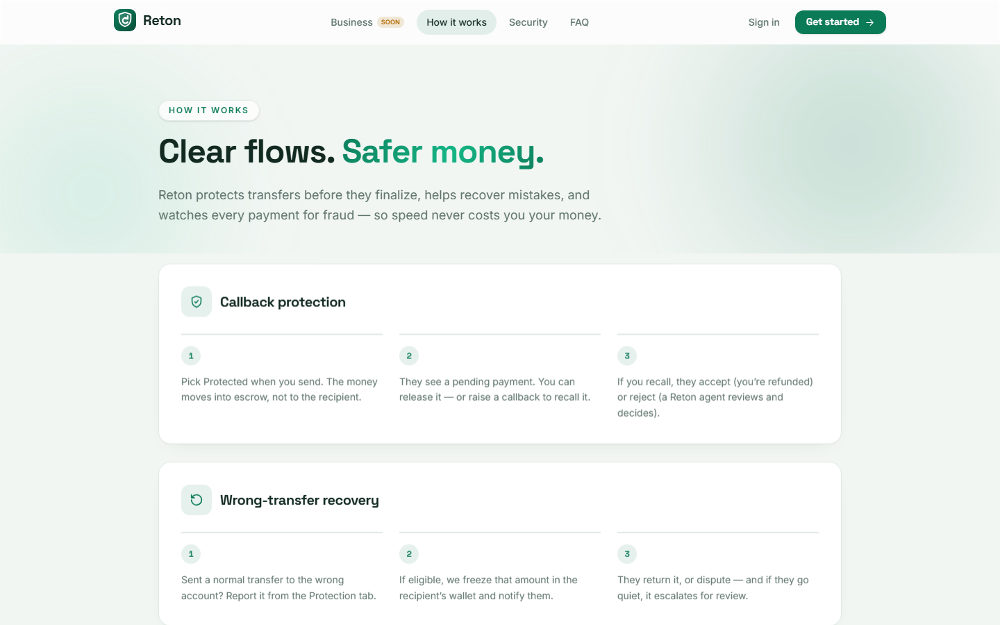 Reton
Business SOON How it works Security FAQ
Sign in Get started →
HOW IT WORKS
Clear flows. Safer money.
Reton protects transfers before they finalize, helps recover mistakes, and
watches every payment for fraud — so speed never costs you your money.
Callback protection
1
Pick Protected when you send. The money
moves into escrow, not to the recipient.
2
They see a pending payment. You can
release it — or raise a callback to recall it.
3
If you recall, they accept (you’re refunded)
or reject (a Reton agent reviews and
decides).
Wrong-transfer recovery
1
Sent a normal transfer to the wrong
account? Report it from the Protection tab.
2
If eligible, we freeze that amount in the
recipient’s wallet and notify them.
3
They return it, or dispute — and if they go
quiet, it escalates for review.